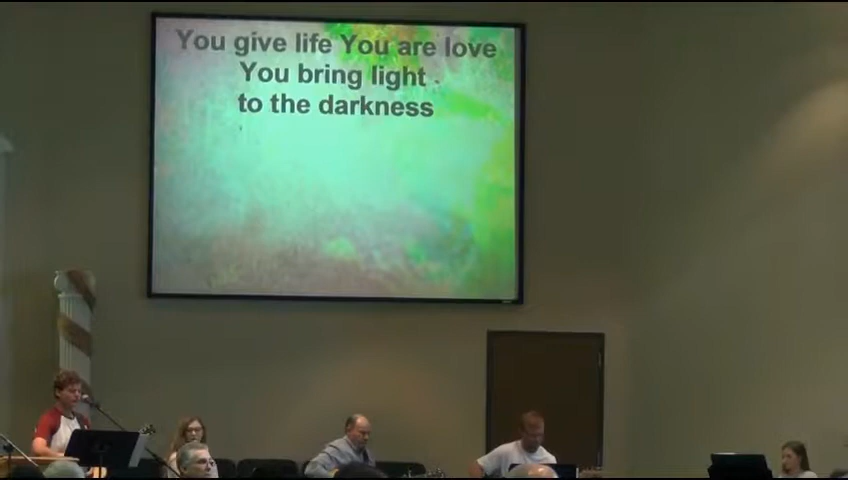 You give life You are love
You bring light
to the darkness